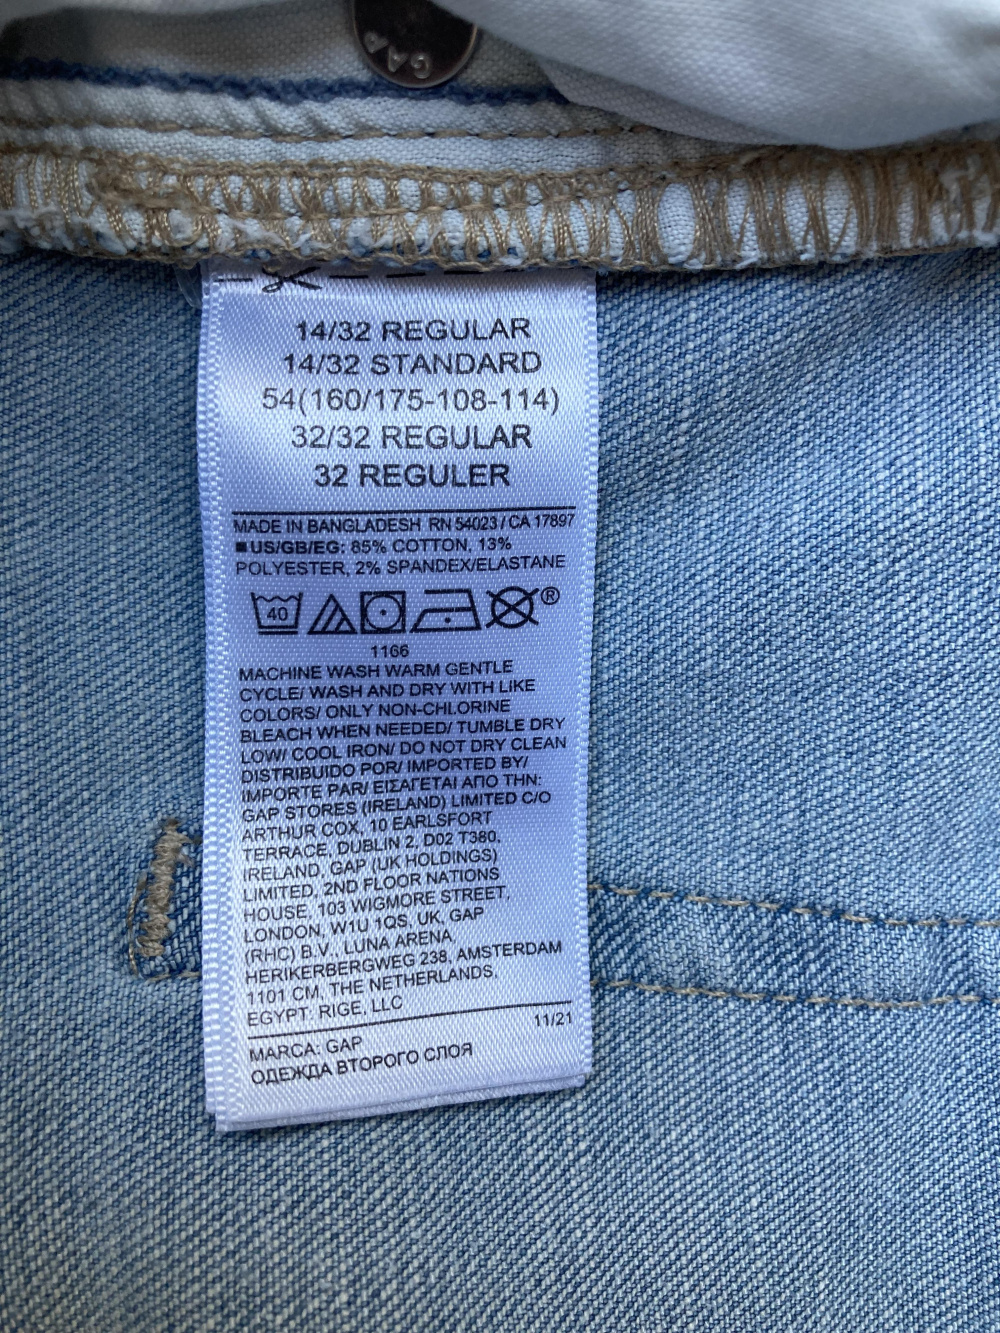 GAP
14/32 REGULAR
14/32 STANDARD
54(160/175-108-114)
32/32 REGULAR
32 REGULER
MADE IN BANGLADESH RN 54023 / CA 17897
■US/GB/EG: 85% COTTON, 13%
POLYESTER, 2% SPANDEX/ELASTANE
40 ®
1166
MACHINE WASH WARM GENTLE
CYCLE/ WASH AND DRY WITH LIKE
COLORS/ ONLY NON-CHLORINE
BLEACH WHEN NEEDED/ TUMBLE DRY
LOW/ COOL IRON/ DO NOT DRY CLEAN
DISTRIBUIDO POR/ IMPORTED BY/
IMPORTE PAR/ ΕΙΣΑΓΕΤΑΙ ΑΠΟ ΤΗΝ:
GAP STORES (IRELAND) LIMITED C/O
ARTHUR COX, 10 EARLSFORT
TERRACE, DUBLIN 2, D02 T380,
IRELAND, GAP (UK HOLDINGS)
LIMITED, 2ND FLOOR NATIONS
HOUSE, 103 WIGMORE STREET,
LONDON, W1U 1QS, UK, GAP
(RHC) B.V., LUNA ARENA,
HERIKERBERGWEG 238, AMSTERDAM
1101 CM, THE NETHERLANDS,
EGYPT: RIGE, LLC
11/21
MARCA: GAP
ОДЕЖДА ВТОРОГО СЛОЯ